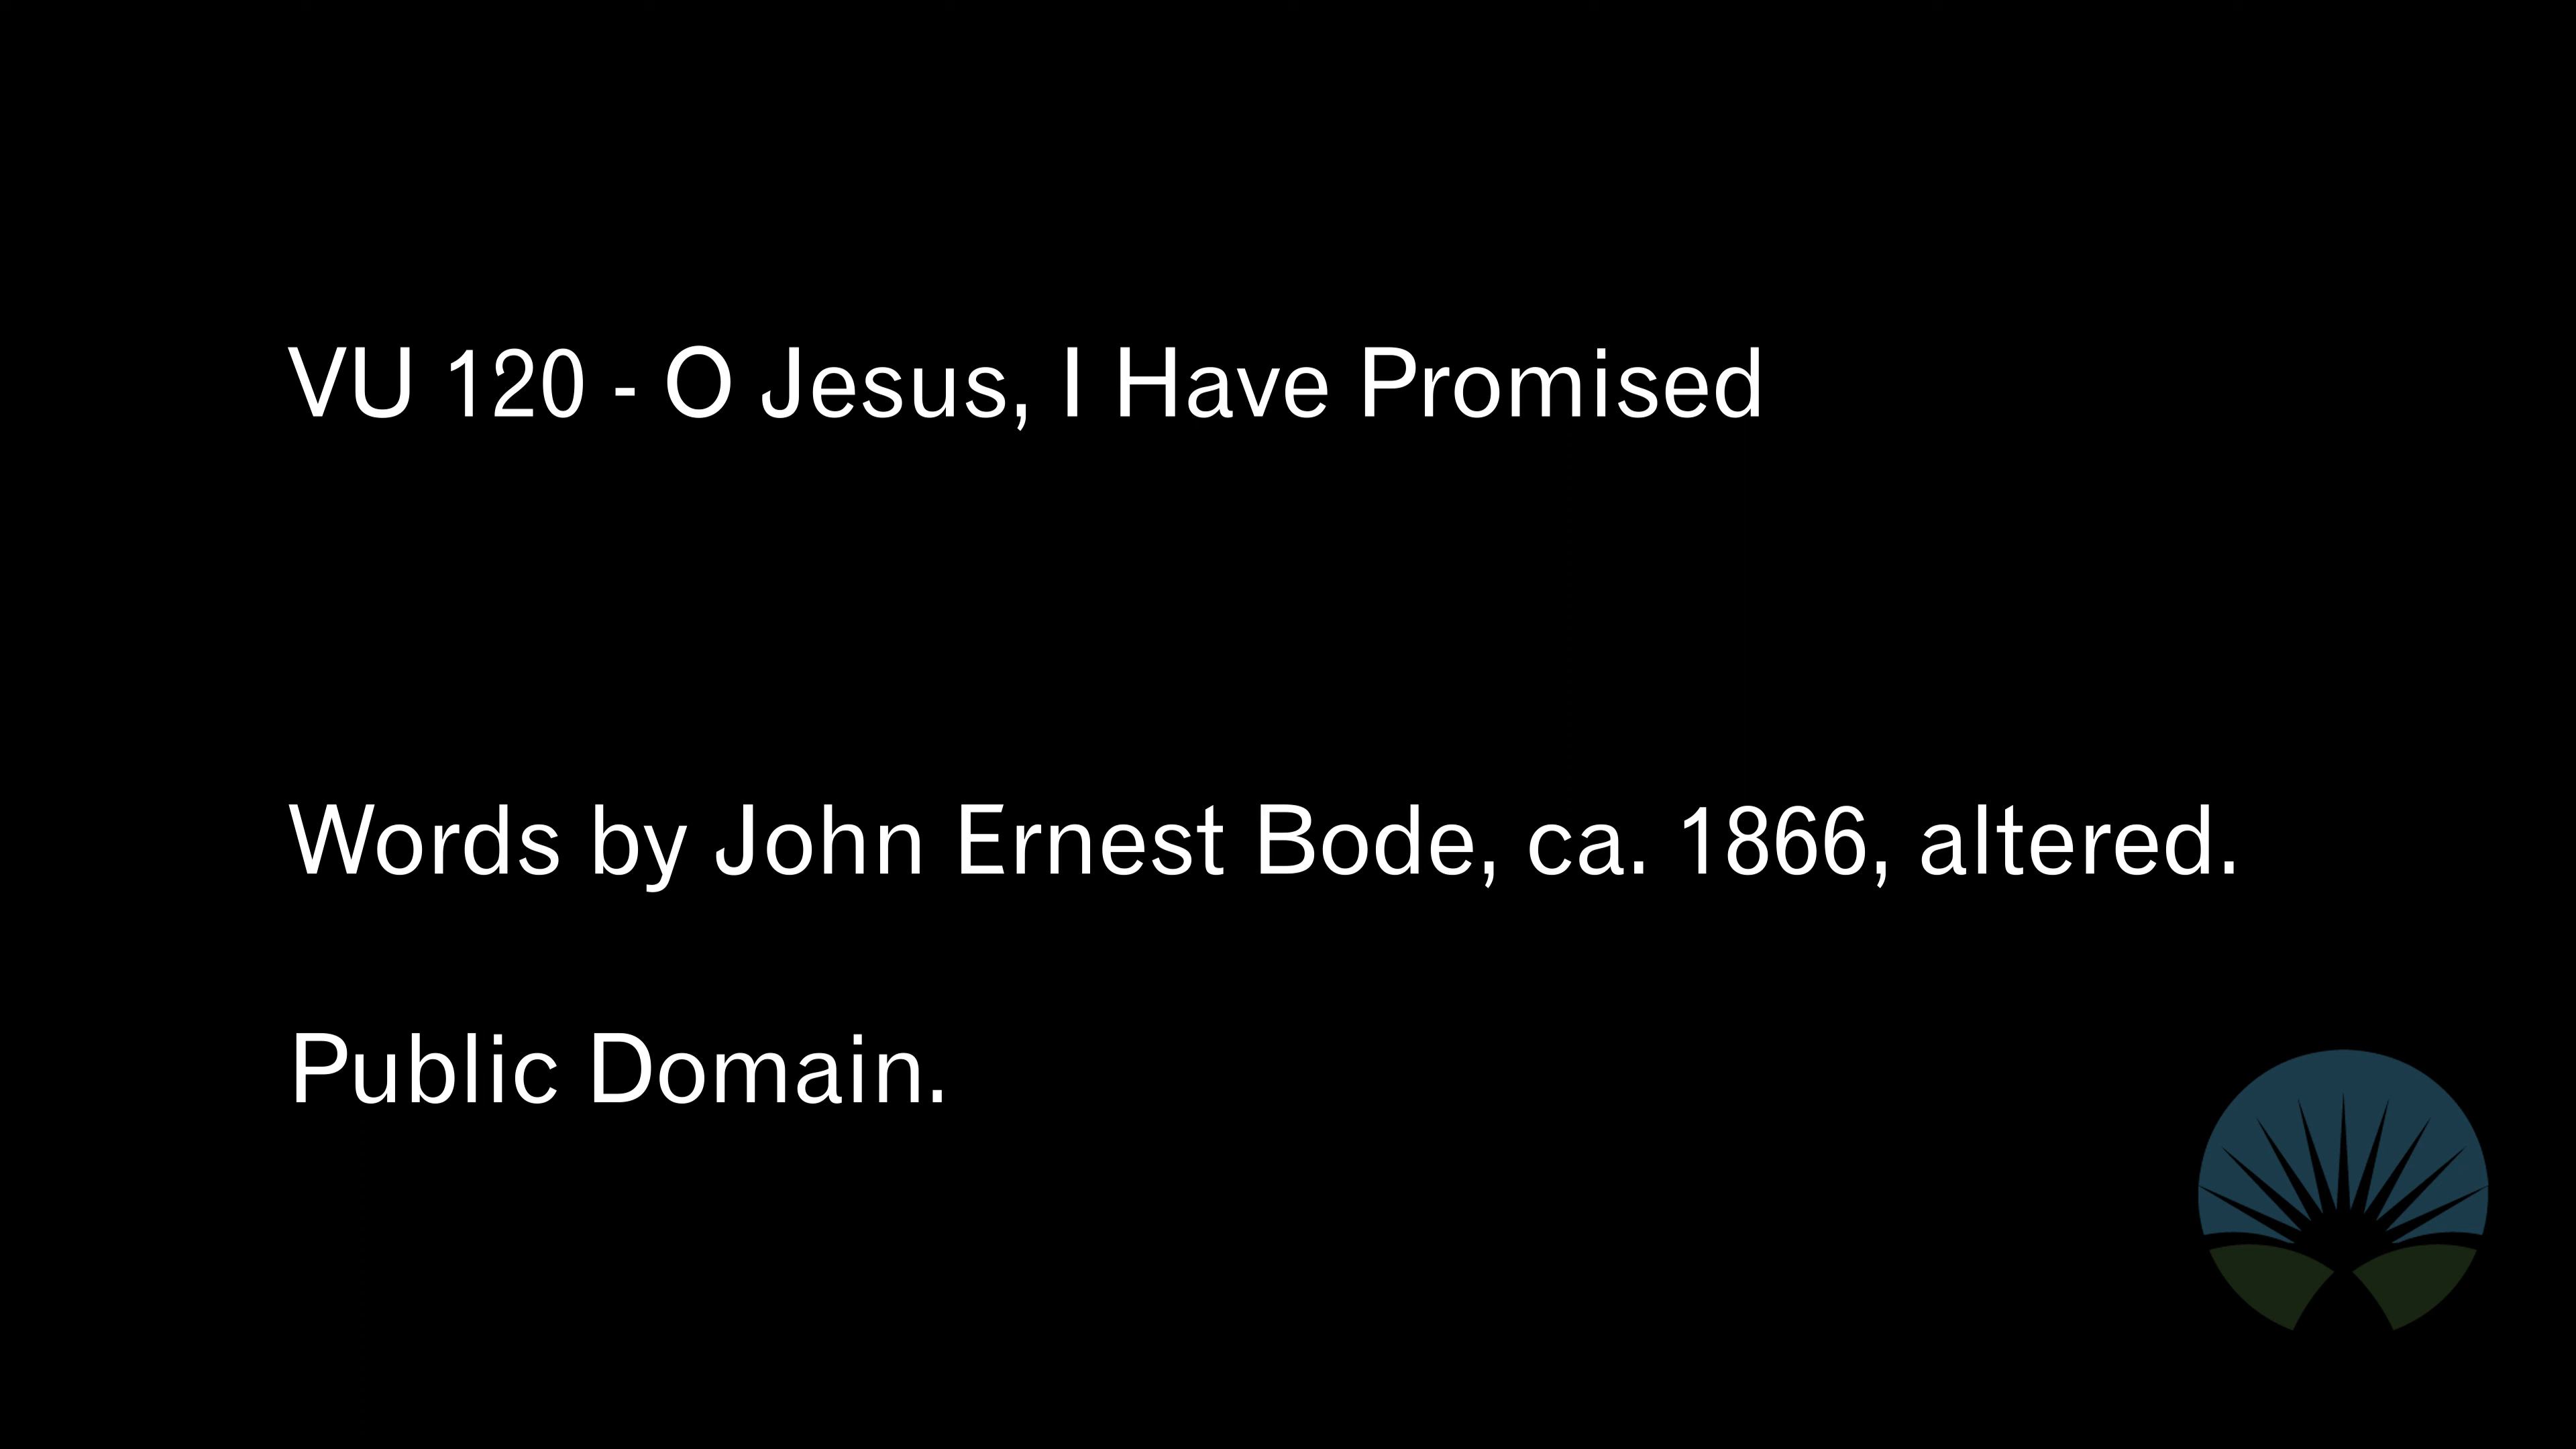 VU 120 - O Jesus, I Have Promised
Words by John Ernest Bode, ca. 1866, altered.
Public Domain.